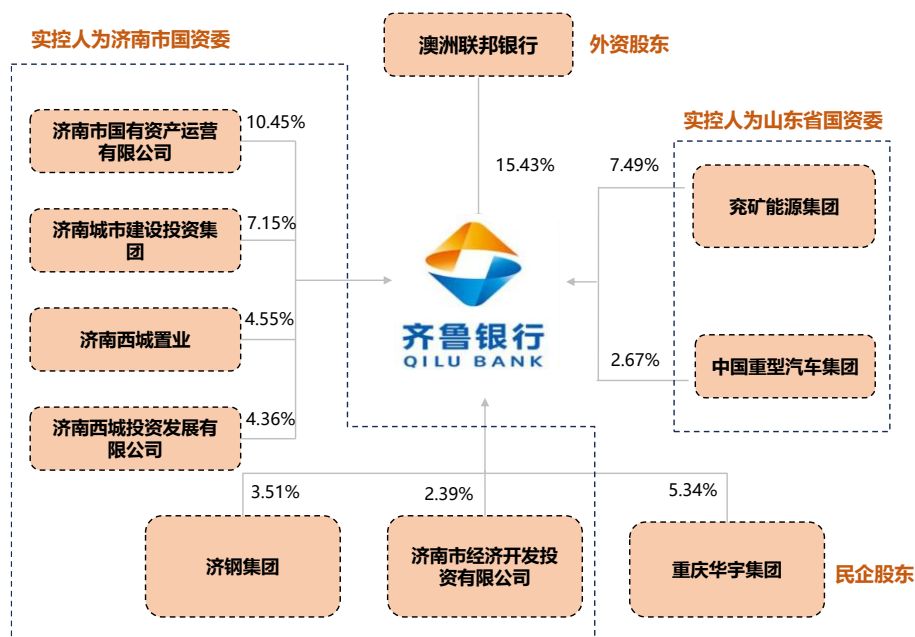 实控人为济南市国资委
澳洲联邦银行
外资股东
济南市国有资产运营
有限公司
10.45%
实控人为山东省国资委
15.43%
7.49%
兖矿能源集团
济南城市建设投资集
团
7.15%
济南西城置业
4.55%
齐鲁银行
QILU BANK
2.67%
中国重型汽车集团
济南西城投资发展有
限公司
4.36%
3.51%
2.39%
5.34%
济钢集团
济南市经济开发投
资有限公司
重庆华宇集团
民企股东